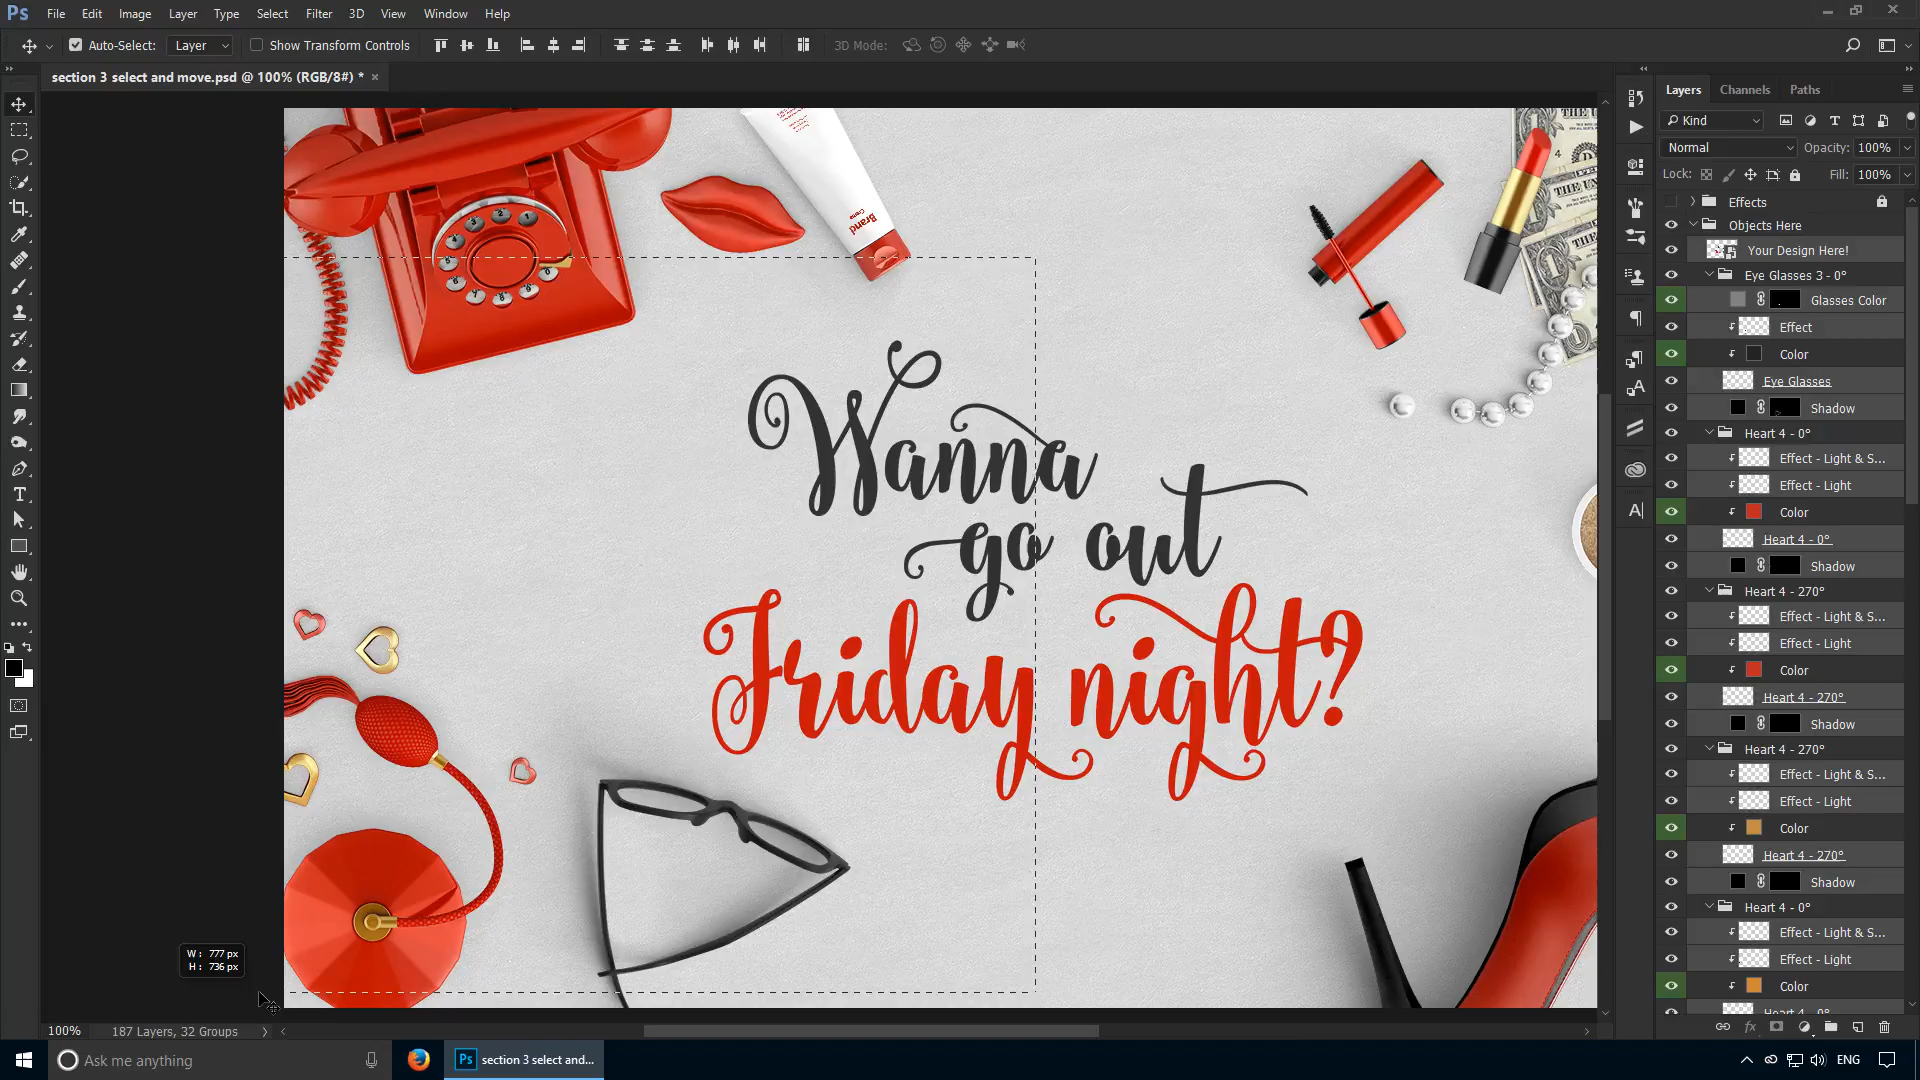 Ps File Edit Image Layer Type Select Filter 3D View Window Help
Auto-Select: Layer Show Transform Controls 3D Mode:
section 3 select and move.psd @ 100% (RGB/8#) * ×
Layers Channels Paths
Kind
Normal Opacity: 100%
Lock: Fill: 100%
Effects
Objects Here
Your Design Here!
Eye Glasses 3 - 0°
Glasses Color
Effect
Color
Eye Glasses
Shadow
Heart 4 - 0°
Effect - Light & S...
Effect - Light
Color
Heart 4 - 0°
Shadow
Heart 4 - 270°
Effect - Light & S...
Effect - Light
Color
Heart 4 - 270°
Shadow
Heart 4 - 270°
Effect - Light & S...
Effect - Light
Color
Heart 4 - 270°
Shadow
Heart 4 - 0°
Effect - Light & S...
Effect - Light
Color
Heart 4 - 0°
Brand
Creme
Wanna
go out
Friday night?
W: 777 px
H: 736 px
100% 187 Layers, 32 Groups
Ask me anything
Ps section 3 select and...
ENG